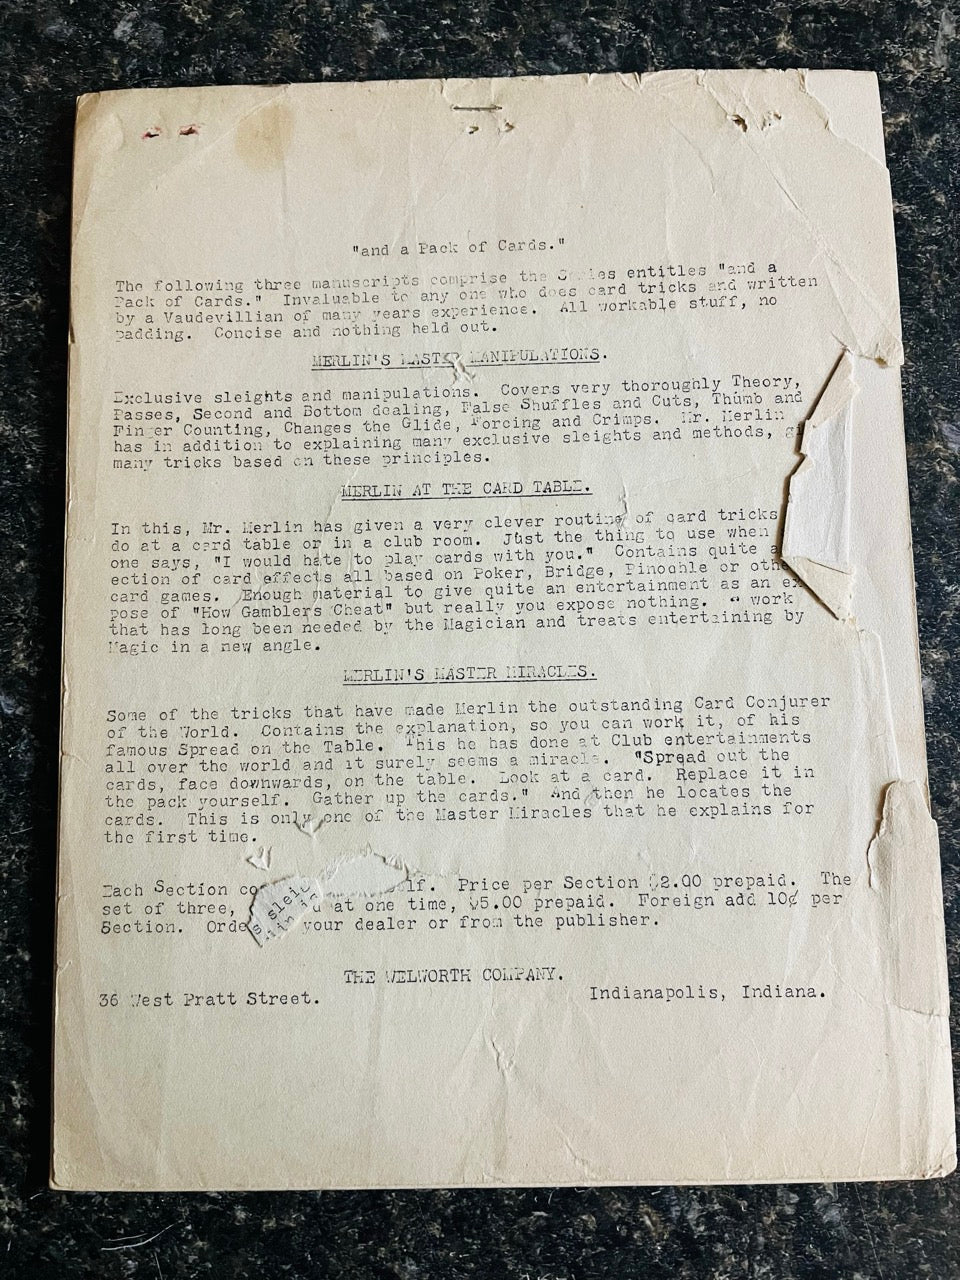 "and a Pack of Cards."
The following three manuscripts comprise the Series entitles "and a
Pack of Cards." Invaluable to any one who does card tricks and written
by a Vaudevillian of many years experience. All workable stuff, no
padding. Concise and nothing held out.
MERLIN'S MASTER MANIPULATIONS.
Exclusive sleights and manipulations. Covers very thoroughly Theory,
Passes, Second and Bottom dealing, False Shuffles and Cuts, Thumb and
Finger Counting, Changes the Glide, Forcing and Crimps. Mr. Merlin
has in addition to explaining many exclusive sleights and methods,
many tricks based on these principles.
MERLIN AT THE CARD TABLE.
In this, Mr. Merlin has given a very clever routine of card tricks
do at a card table or in a club room. Just the thing to use when
one says, "I would hate to play cards with you." Contains quite a
ection of card effects all based on Poker, Bridge, Pinochle or othe
card games. Enough material to give quite an entertainment as an ex
pose of "How Gamblers Cheat" but really you expose nothing. work
that has long been needed by the Magician and treats entertaining by
Magic in a new angle.
MERLIN'S MASTER MIRACLES.
Some of the tricks that have made Merlin the outstanding Card Conjurer
of the World. Contains the explanation, so you can work it, of his
famous Spread on the Table. This he has done at Club entertainments
all over the world and it surely seems a miracle. "Spread out the
cards, face downwards, on the table. Look at a card. Replace it in
the pack yourself. Gather up the cards." And then he locates the
cards. This is only one of the Master Miracles that he explains for
the first time.
Each Section co lf. Price per Section $2.00 prepaid. The
set of three, at one time, $5.00 prepaid. Foreign add 10¢ per
Section. Orde your dealer or from the publisher.
THE WELWORTH COMPANY.
36 West Pratt Street. Indianapolis, Indiana.